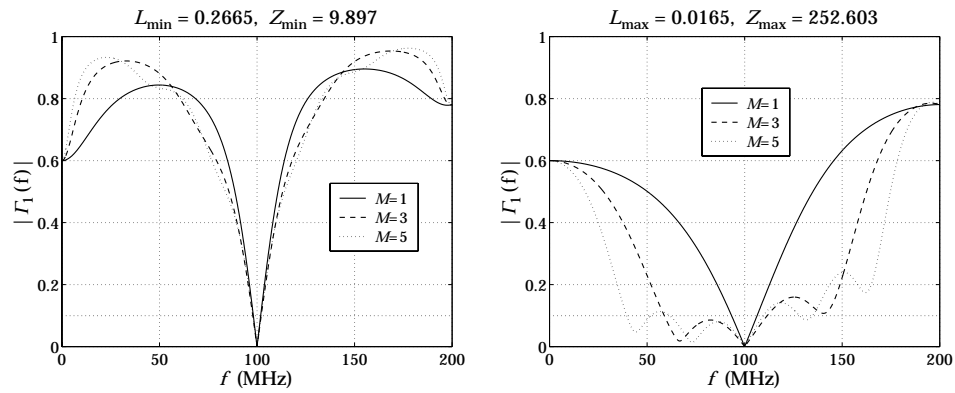 L_min = 0.2665, Z_min = 9.897
1
0.8
0.6
0.4
0.2
0
0 50 100 150 200
| Γ₁ (f) |
f (MHz)
M=1
M=3
M=5
L_max = 0.0165, Z_max = 252.603
1
0.8
0.6
0.4
0.2
0
0 50 100 150 200
| Γ₁ (f) |
f (MHz)
M=1
M=3
M=5